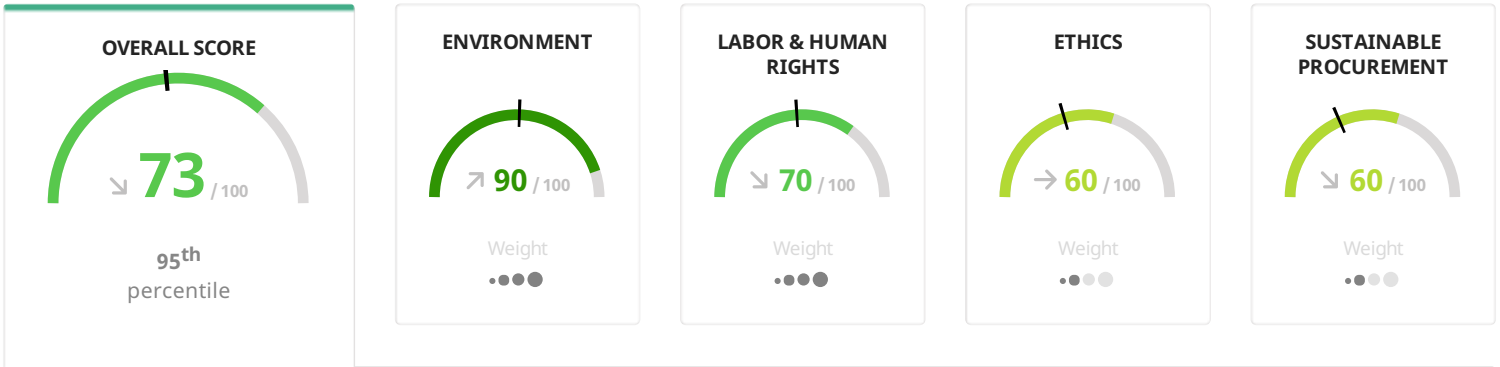 OVERALL SCORE
73 / 100
95th
percentile
ENVIRONMENT
90 / 100
Weight
LABOR & HUMAN
RIGHTS
70 / 100
Weight
ETHICS
60 / 100
Weight
SUSTAINABLE
PROCUREMENT
60 / 100
Weight